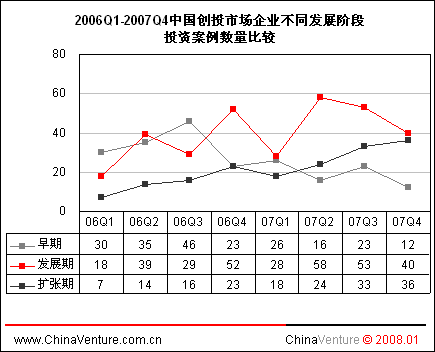 2006Q1-2007Q4中国创投市场企业不同发展阶段
投资案例数量比较
80
60
40
20
0
06Q1 06Q2 06Q3 06Q4 07Q1 07Q2 07Q3 07Q4
早期 30 35 46 23 26 16 23 12
发展期 18 39 29 52 28 58 53 40
扩张期 7 14 16 23 18 24 33 36
www.ChinaVenture.com.cn ChinaVenture © 2008.01